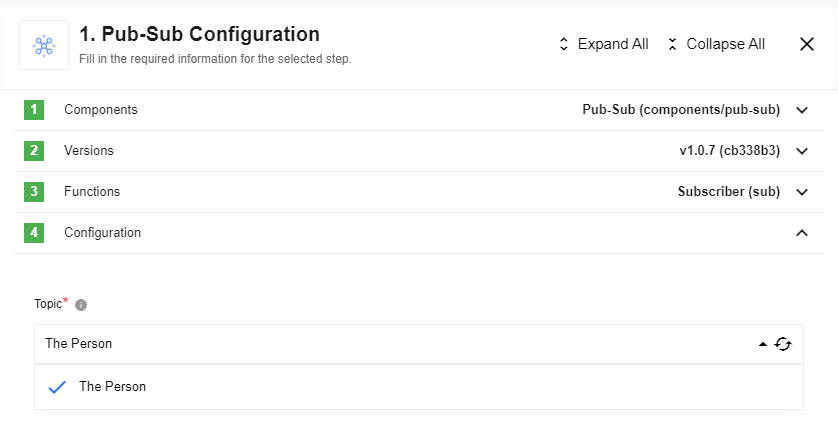 1. Pub-Sub Configuration
Fill in the required information for the selected step.
Expand All
Collapse All
1 Components Pub-Sub (components/pub-sub)
2 Versions v1.0.7 (cb338b3)
3 Functions Subscriber (sub)
4 Configuration
Topic*
The Person
The Person